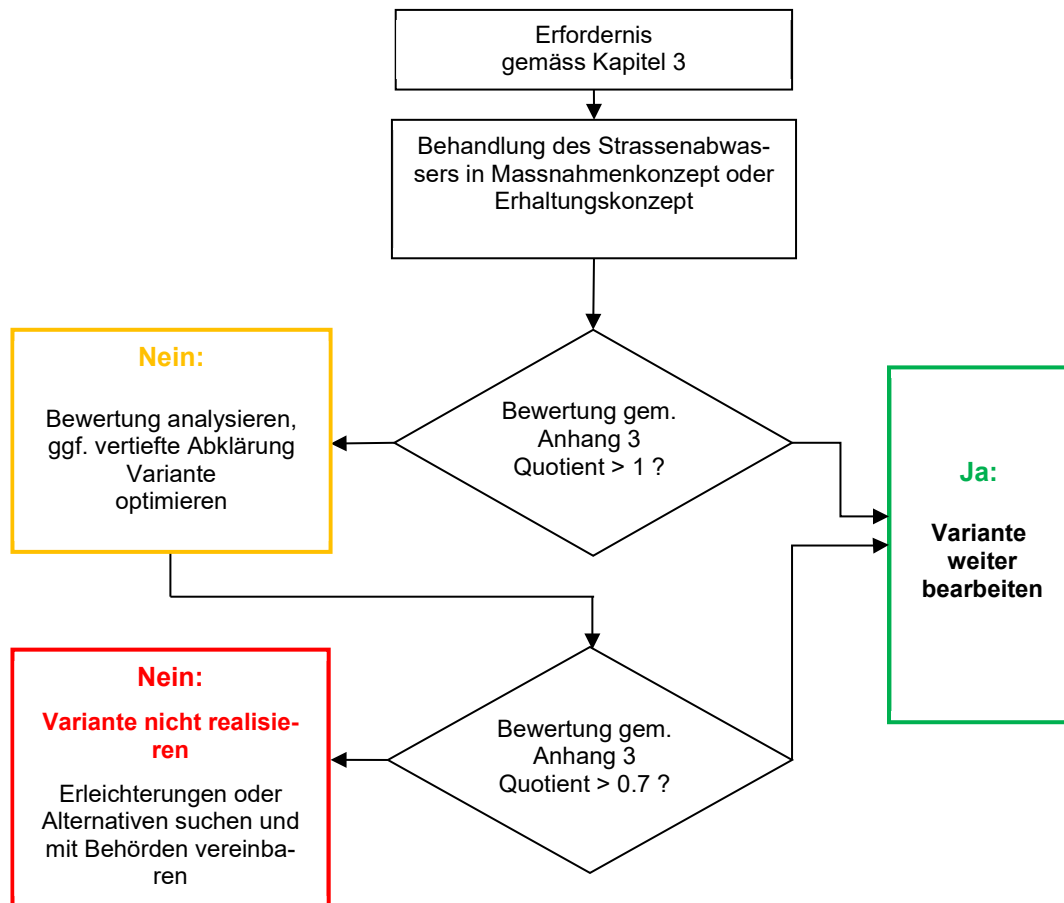 Erfordernis
gemäss Kapitel 3
Behandlung des Strassenabwas-
sers in Massnahmenkonzept oder
Erhaltungskonzept
Nein:
Bewertung analysieren,
ggf. vertiefte Abklärung
Variante
optimieren
Bewertung gem.
Anhang 3
Quotient > 1 ?
Ja:
Variante
weiter
bearbeiten
Nein:
Variante nicht realisie-
ren
Erleichterungen oder
Alternativen suchen und
mit Behörden vereinba-
ren
Bewertung gem.
Anhang 3
Quotient > 0.7 ?